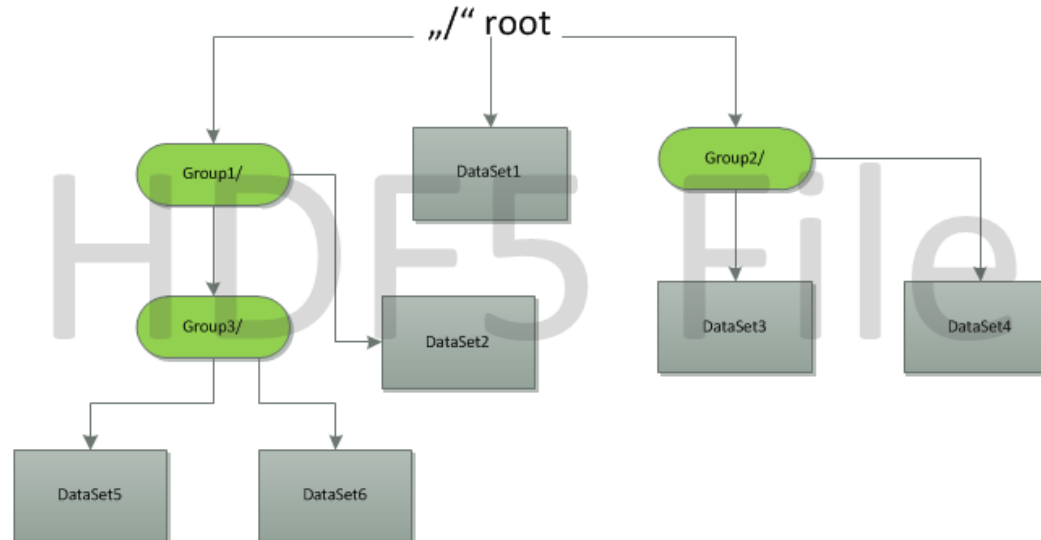 „/“ root
Group1/
DataSet1
Group2/
HDF5 File
Group3/
DataSet2
DataSet3
DataSet4
DataSet5
DataSet6